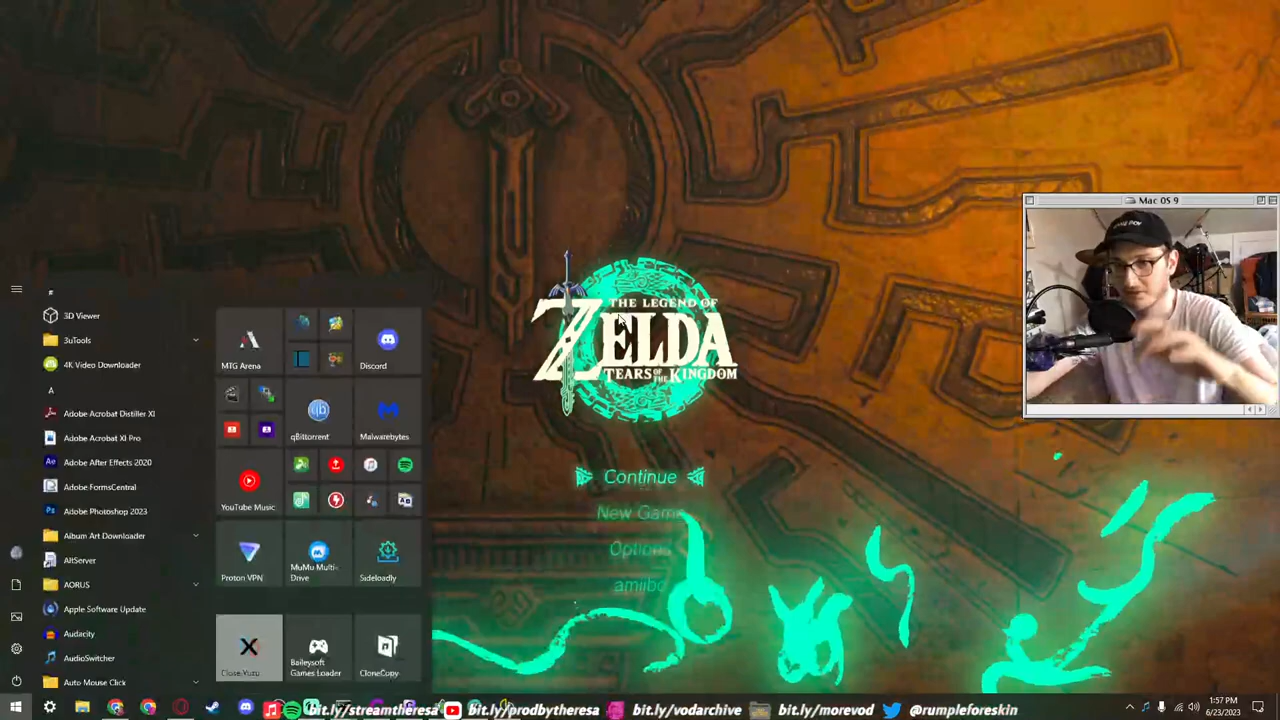 Mac OS 9
#
3D Viewer
3uTools
4K Video Downloader
A
Adobe Acrobat Distiller XI
Adobe Acrobat XI Pro
Adobe After Effects 2020
Adobe FormsCentral
Adobe Photoshop 2023
Album Art Downloader
AltServer
AORUS
Apple Software Update
Audacity
AudioSwitcher
Auto Mouse Click
MTG Arena
Discord
qBittorrent
Malwarebytes
YouTube Music
Proton VPN
MuMu Multi-
Drive
Sideloadly
Close Yuzu
Baileysoft
Games Loader
CloneCopy
THE LEGEND OF
ZELDA
TEARS OF THE KINGDOM
Continue
New Game
Options
amiibo
bit.ly/streamtheresa
bit.ly/prodbytheresa
bit.ly/vodarchive
bit.ly/morevod
@rumpleforeskin
1:57 PM
6/23/2023